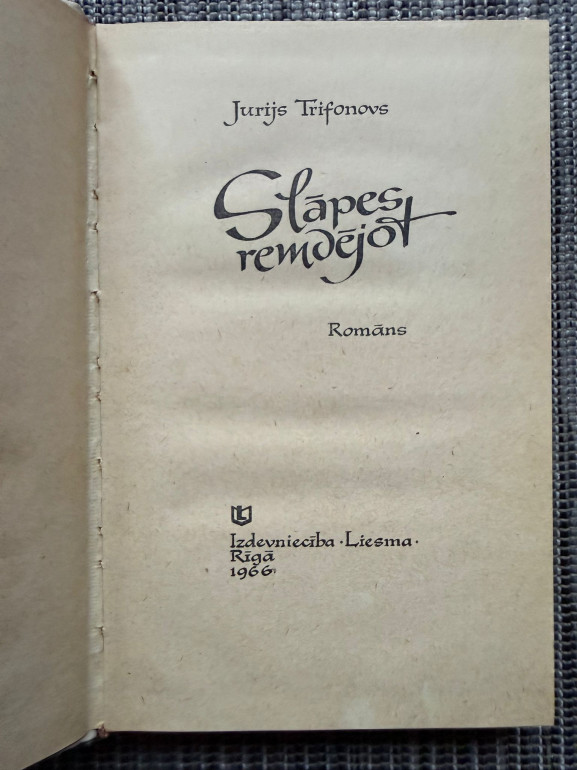 Jurijs Trifonovs
Slāpes
remdējot
Romāns
Izdevniecība · Liesma ·
Rīgā
1966